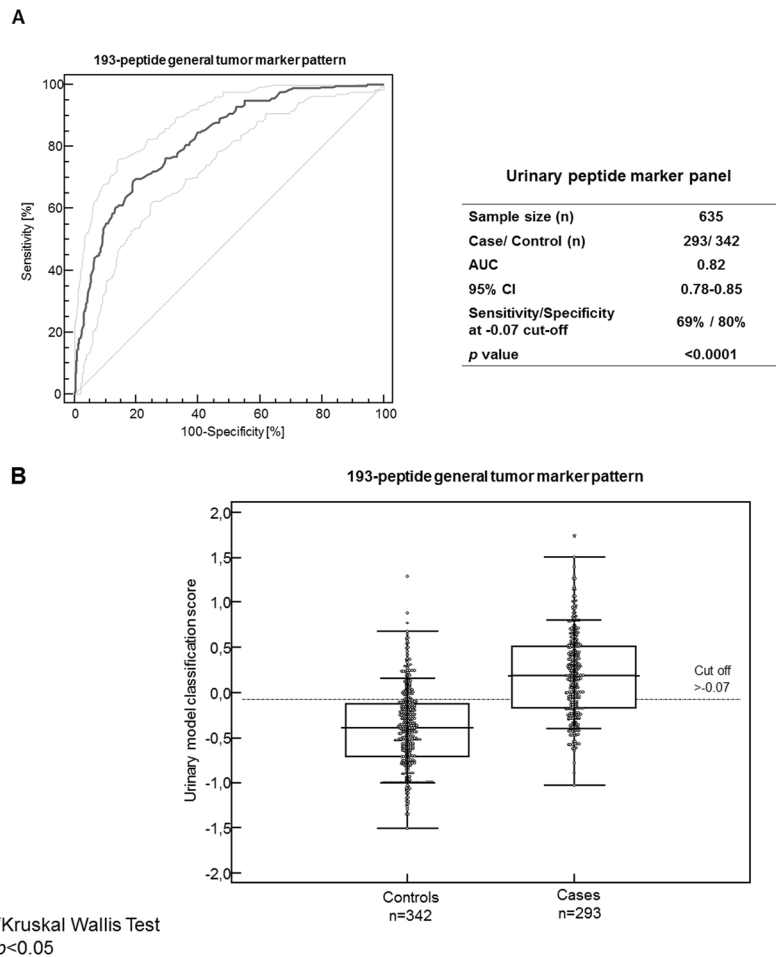 A
193-peptide general tumor marker pattern
100
80
60
40
20
0
Sensitivity [%]
0 20 40 60 80 100
100-Specificity [%]
Urinary peptide marker panel
Sample size (n) 635
Case/ Control (n) 293/ 342
AUC 0.82
95% CI 0.78-0.85
Sensitivity/Specificity
at -0.07 cut-off 69% / 80%
p value <0.0001
B
193-peptide general tumor marker pattern
2,0
1,5
1,0
0,5
0,0
-0,5
-1,0
-1,5
-2,0
Urinary model classification score
Cut off
>-0.07
Controls Cases
n=342 n=293
Kruskal Wallis Test
p<0.05